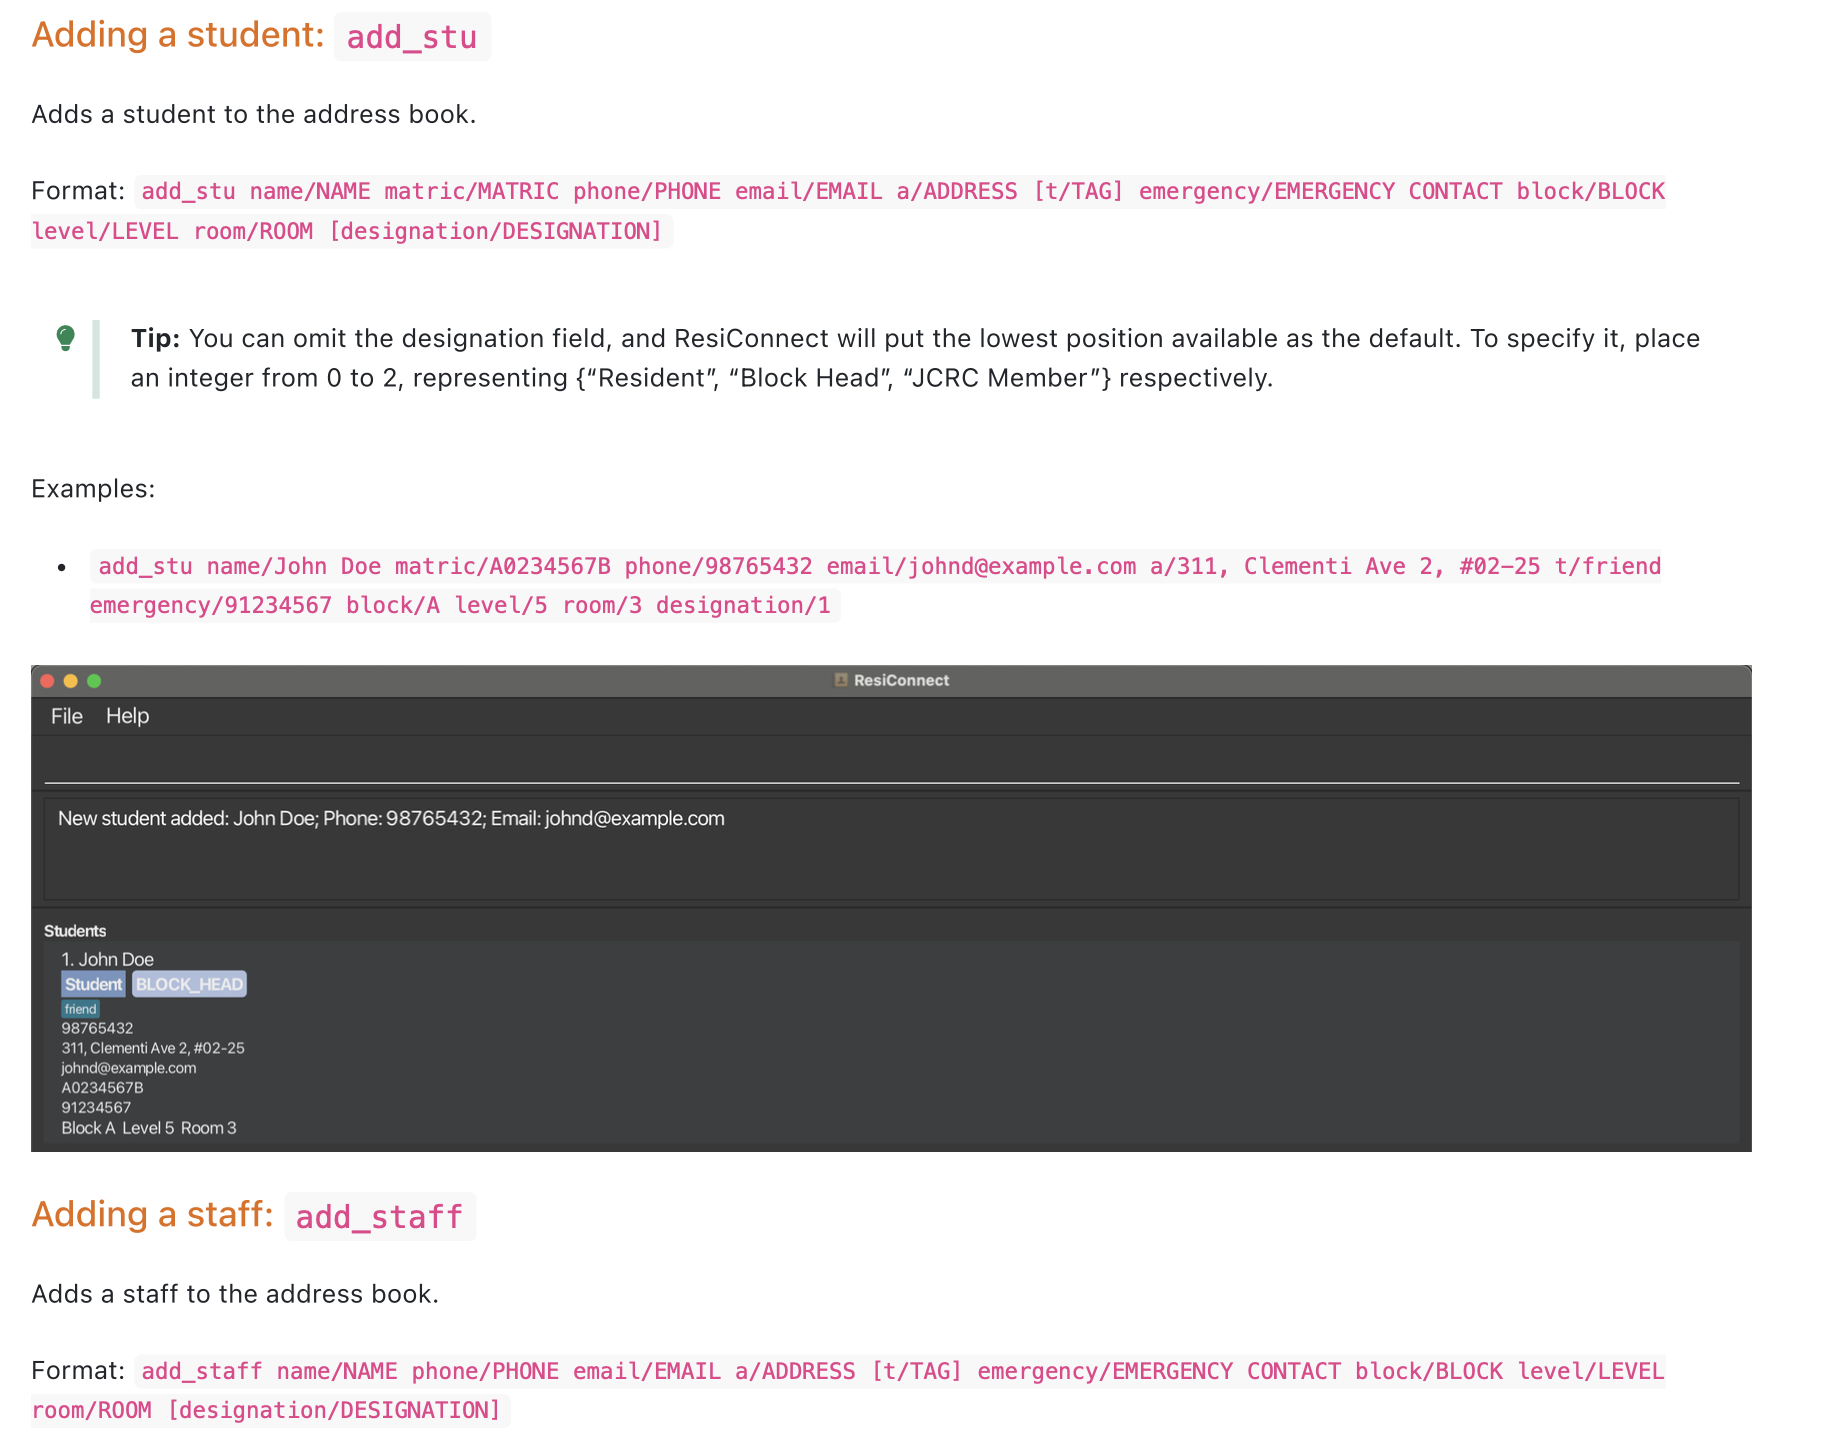 Adding a student: add_stu
Adds a student to the address book.
Format: add_stu name/NAME matric/MATRIC phone/PHONE email/EMAIL a/ADDRESS [t/TAG] emergency/EMERGENCY CONTACT block/BLOCK
level/LEVEL room/ROOM [designation/DESIGNATION]
Tip: You can omit the designation field, and ResiConnect will put the lowest position available as the default. To specify it, place
an integer from 0 to 2, representing {“Resident”, “Block Head”, “JCRC Member”} respectively.
Examples:
• add_stu name/John Doe matric/A0234567B phone/98765432 email/johnd@example.com a/311, Clementi Ave 2, #02-25 t/friend
emergency/91234567 block/A level/5 room/3 designation/1
ResiConnect
File Help
New student added: John Doe; Phone: 98765432; Email: johnd@example.com
Students
1. John Doe
Student BLOCK_HEAD
friend
98765432
311, Clementi Ave 2, #02-25
johnd@example.com
A0234567B
91234567
Block A Level 5 Room 3
Adding a staff: add_staff
Adds a staff to the address book.
Format: add_staff name/NAME phone/PHONE email/EMAIL a/ADDRESS [t/TAG] emergency/EMERGENCY CONTACT block/BLOCK level/LEVEL
room/ROOM [designation/DESIGNATION]